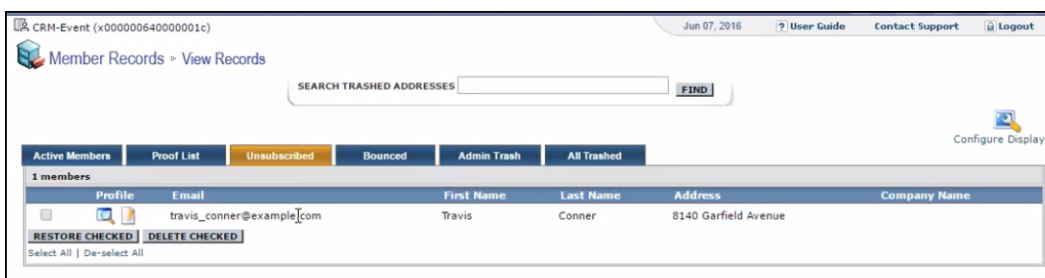 CRM-Event (x000000640000001c) Jun 07, 2016 ? User Guide Contact Support Logout
Member Records » View Records
SEARCH TRASHED ADDRESSES FIND
Configure Display
Active Members Proof List Unsubscribed Bounced Admin Trash All Trashed
1 members
Profile Email First Name Last Name Address Company Name
travis_conner@example.com Travis Conner 8140 Garfield Avenue
RESTORE CHECKED DELETE CHECKED
Select All | De-select All